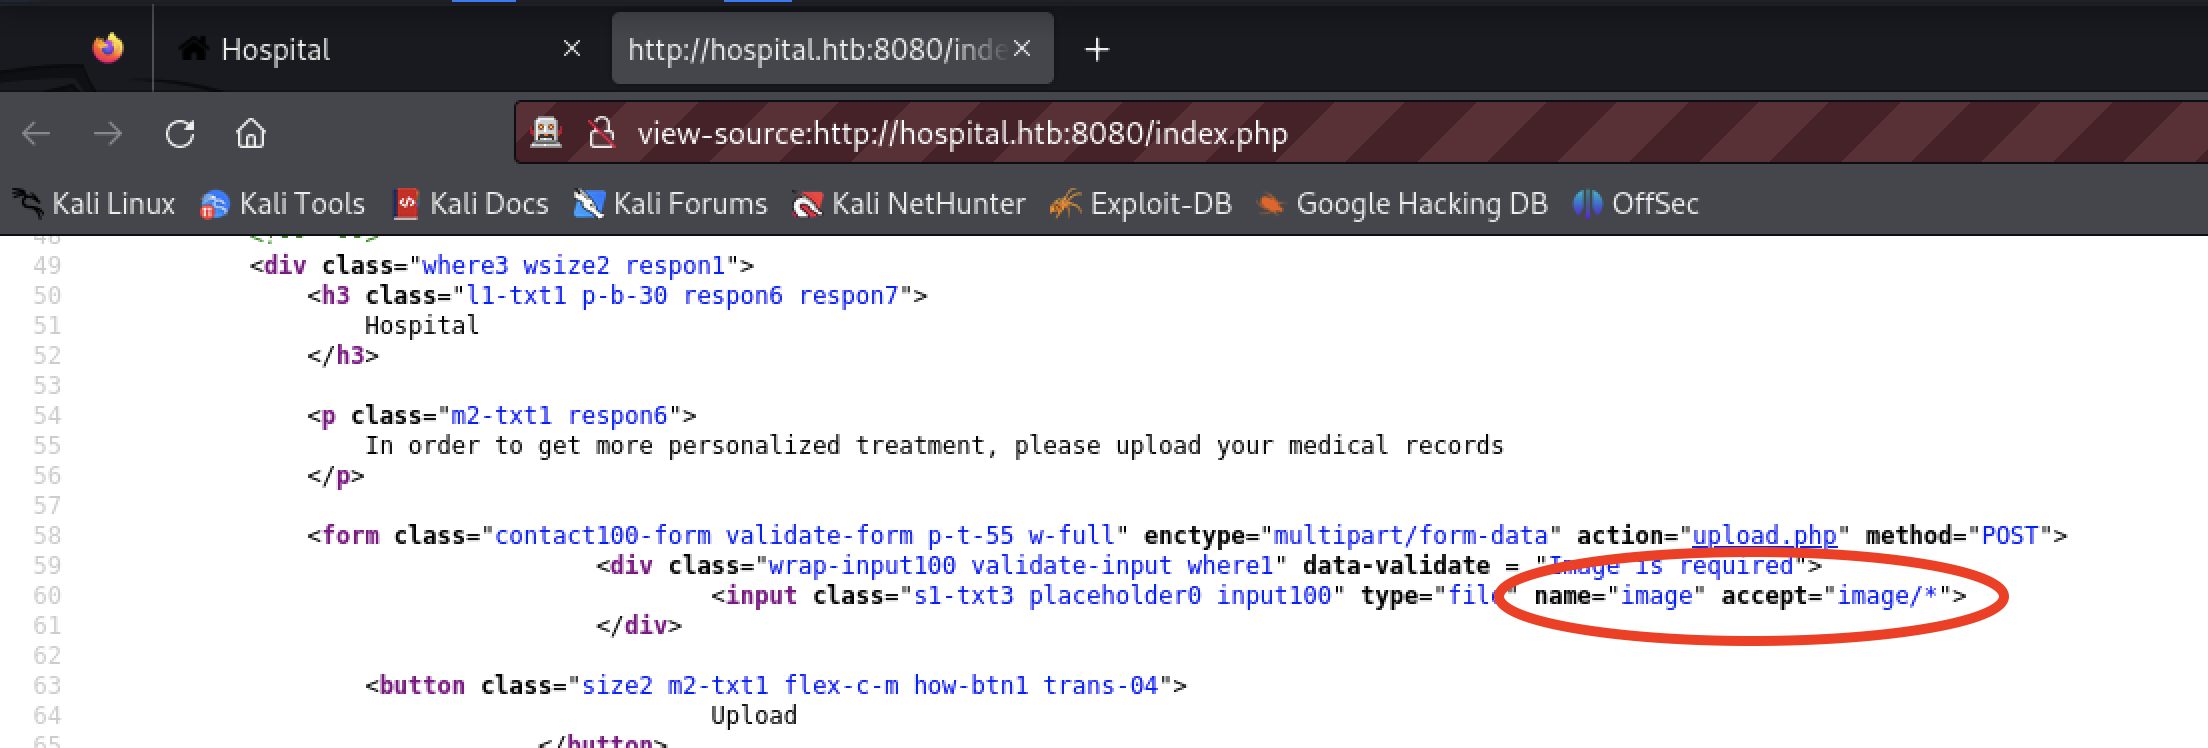 Hospital
http://hospital.htb:8080/inde
view-source:http://hospital.htb:8080/index.php
Kali Linux Kali Tools Kali Docs Kali Forums Kali NetHunter Exploit-DB Google Hacking DB OffSec
49 <div class="where3 wsize2 respon1">
50 <h3 class="l1-txt1 p-b-30 respon6 respon7">
51 Hospital
52 </h3>
53
54 <p class="m2-txt1 respon6">
55 In order to get more personalized treatment, please upload your medical records
56 </p>
57
58 <form class="contact100-form validate-form p-t-55 w-full" enctype="multipart/form-data" action="upload.php" method="POST">
59 <div class="wrap-input100 validate-input where1" data-validate = "Image is required">
60 <input class="s1-txt3 placeholder0 input100" type="file" name="image" accept="image/*">
61 </div>
62
63 <button class="size2 m2-txt1 flex-c-m how-btn1 trans-04">
64 Upload
65 </button>